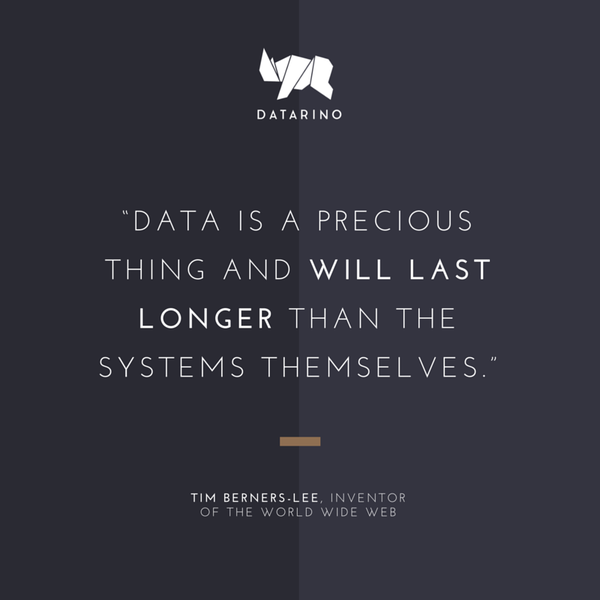 DATARINO
“DATA IS A PRECIOUS
THING AND WILL LAST
LONGER THAN THE
SYSTEMS THEMSELVES.”
TIM BERNERS-LEE, INVENTOR
OF THE WORLD WIDE WEB